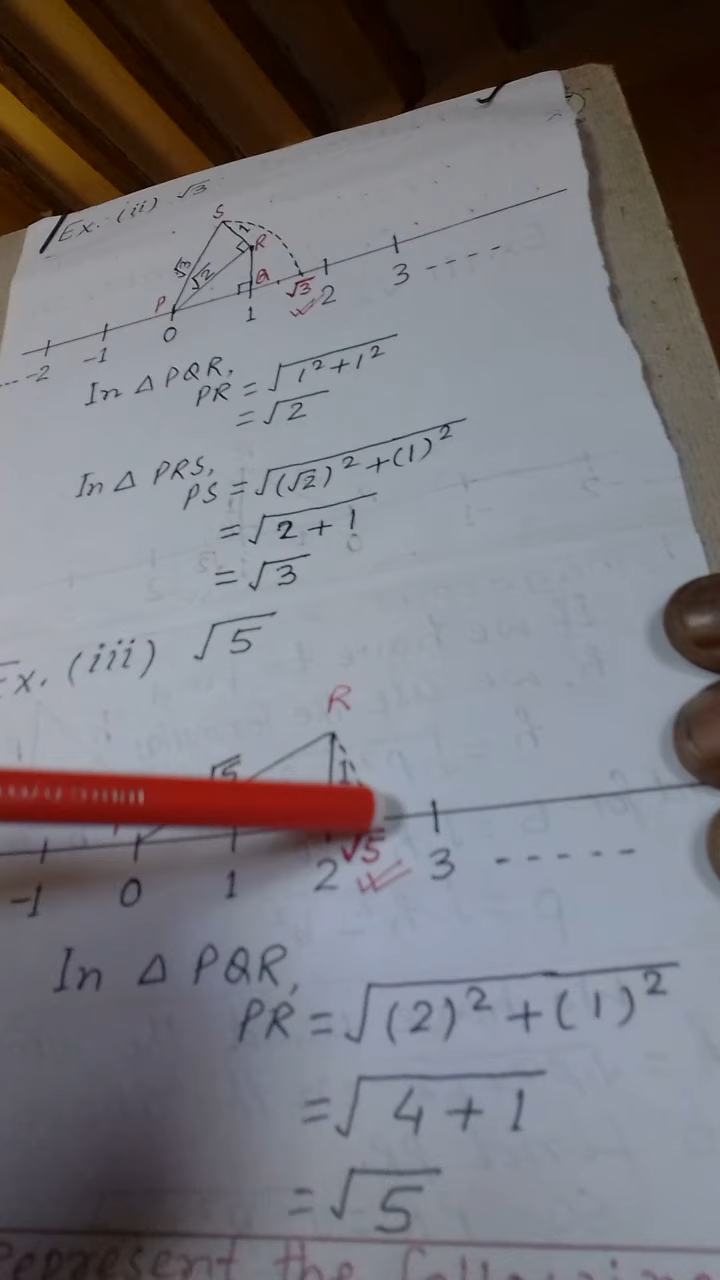 Ex. (ii) √3
S
R
1
√3
√2
P
Q
√3
-2 -1 0 1 2 3 - - - - -
In Δ PQR,
PR = √1² + 1²
= √2
In Δ PRS,
PS = √(√2)² + (1)²
= √2 + 1
= √3
Ex. (iii) √5
R
√5
1
√5
-1 0 1 2 3 - - - - - -
In Δ PQR,
PR = √(2)² + (1)²
= √4 + 1
= √5
Represent the following